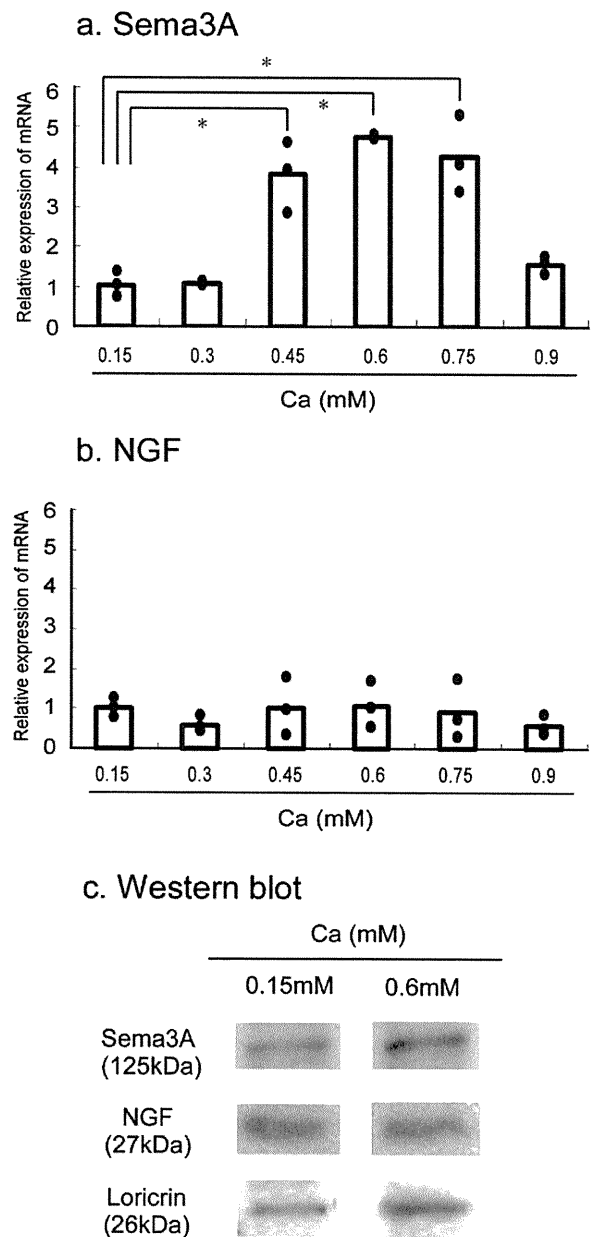 a. Sema3A
Relative expression of mRNA
*
*
*
6
5
4
3
2
1
0
0.15 0.3 0.45 0.6 0.75 0.9
Ca (mM)
b. NGF
Relative expression of mRNA
6
5
4
3
2
1
0
0.15 0.3 0.45 0.6 0.75 0.9
Ca (mM)
c. Western blot
Ca (mM)
0.15mM 0.6mM
Sema3A
(125kDa)
NGF
(27kDa)
Loricrin
(26kDa)